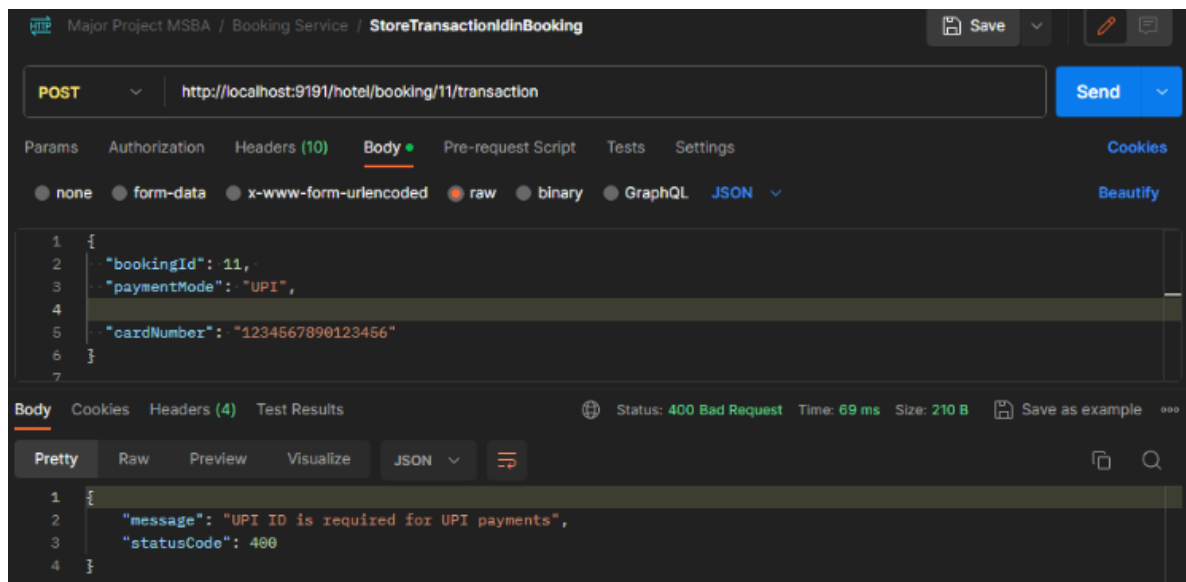 HTTP Major Project MSBA / Booking Service / StoreTransactionIdinBooking Save
POST http://localhost:9191/hotel/booking/11/transaction Send
Params Authorization Headers (10) Body Pre-request Script Tests Settings Cookies
none form-data x-www-form-urlencoded raw binary GraphQL JSON Beautify
1 {
2 "bookingId": 11,
3 "paymentMode": "UPI",
4
5 "cardNumber": "1234567890123456"
6 }
7
Body Cookies Headers (4) Test Results Status: 400 Bad Request Time: 69 ms Size: 210 B Save as example
Pretty Raw Preview Visualize JSON
1 {
2 "message": "UPI ID is required for UPI payments",
3 "statusCode": 400
4 }